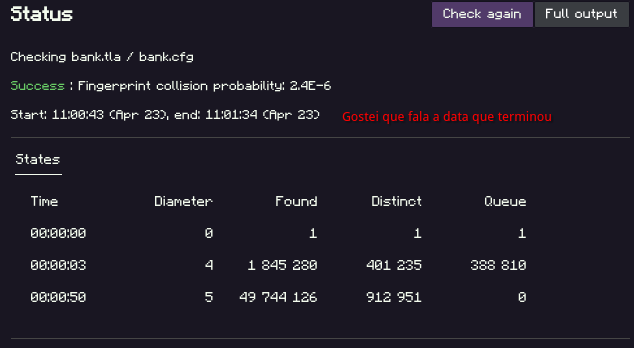 Status
Check again
Full output
Checking bank.tla / bank.cfg
Success : Fingerprint collision probability: 2.4E-6
Start: 11:00:43 (Apr 23), end: 11:01:34 (Apr 23) Gostei que fala a data que terminou
States
Time Diameter Found Distinct Queue
00:00:00 0 1 1 1
00:00:03 4 1 845 280 401 235 388 810
00:00:50 5 49 744 126 912 951 0